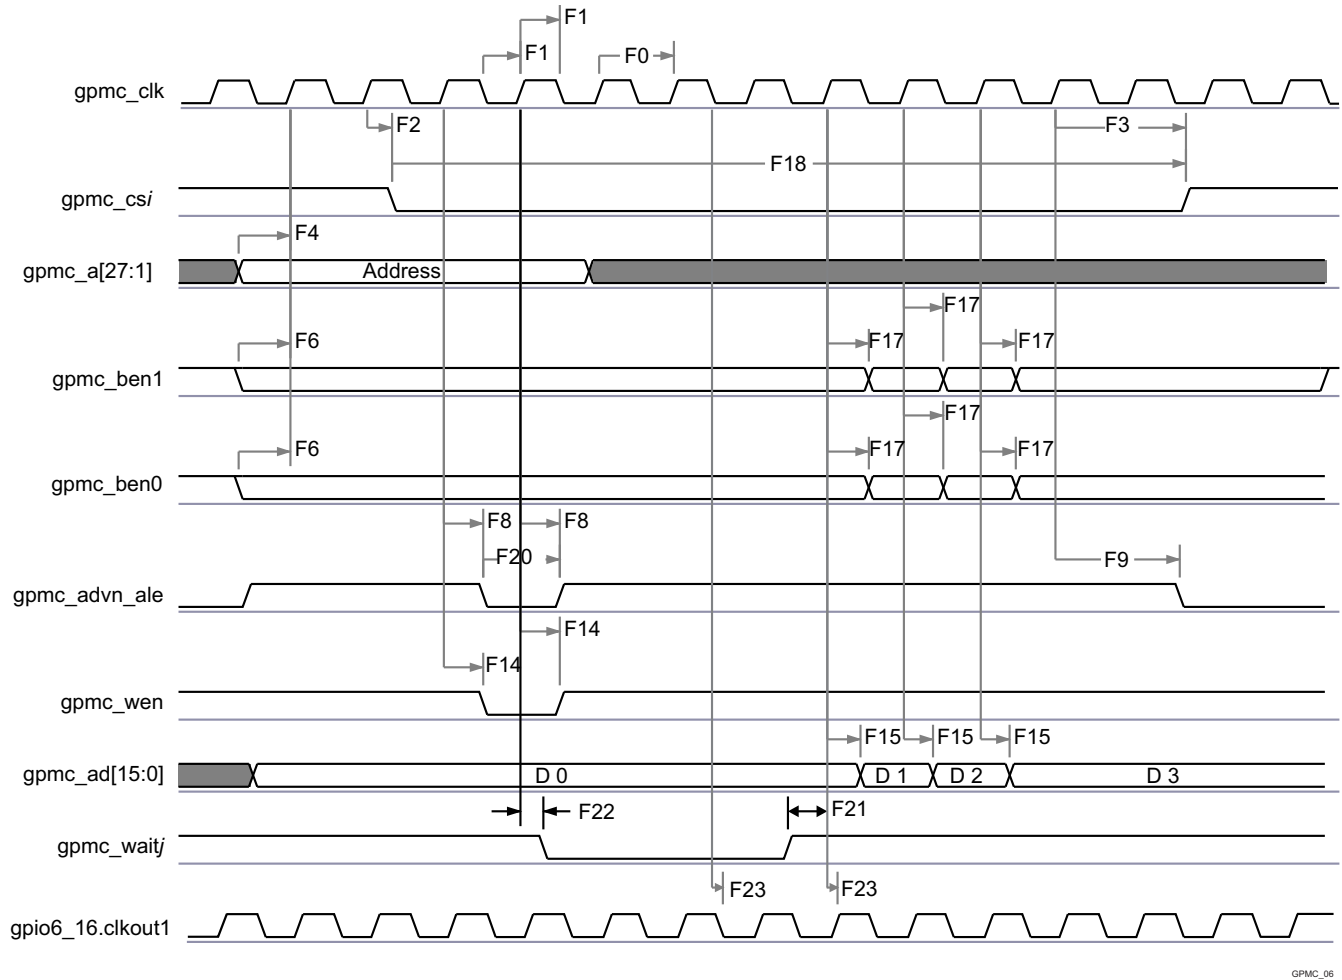 F1
F1
F0
gpmc_clk
F2
F3
F18
gpmc_csi
F4
gpmc_a[27:1]
Address
F17
F6
F17
F17
gpmc_ben1
F17
F6
F17
F17
gpmc_ben0
F8
F8
F20
F9
gpmc_advn_ale
F14
F14
gpmc_wen
F15
F15
F15
gpmc_ad[15:0]
D 0
D 1
D 2
D 3
F22
F21
gpmc_waitj
F23
F23
gpio6_16.clkout1
GPMC_06